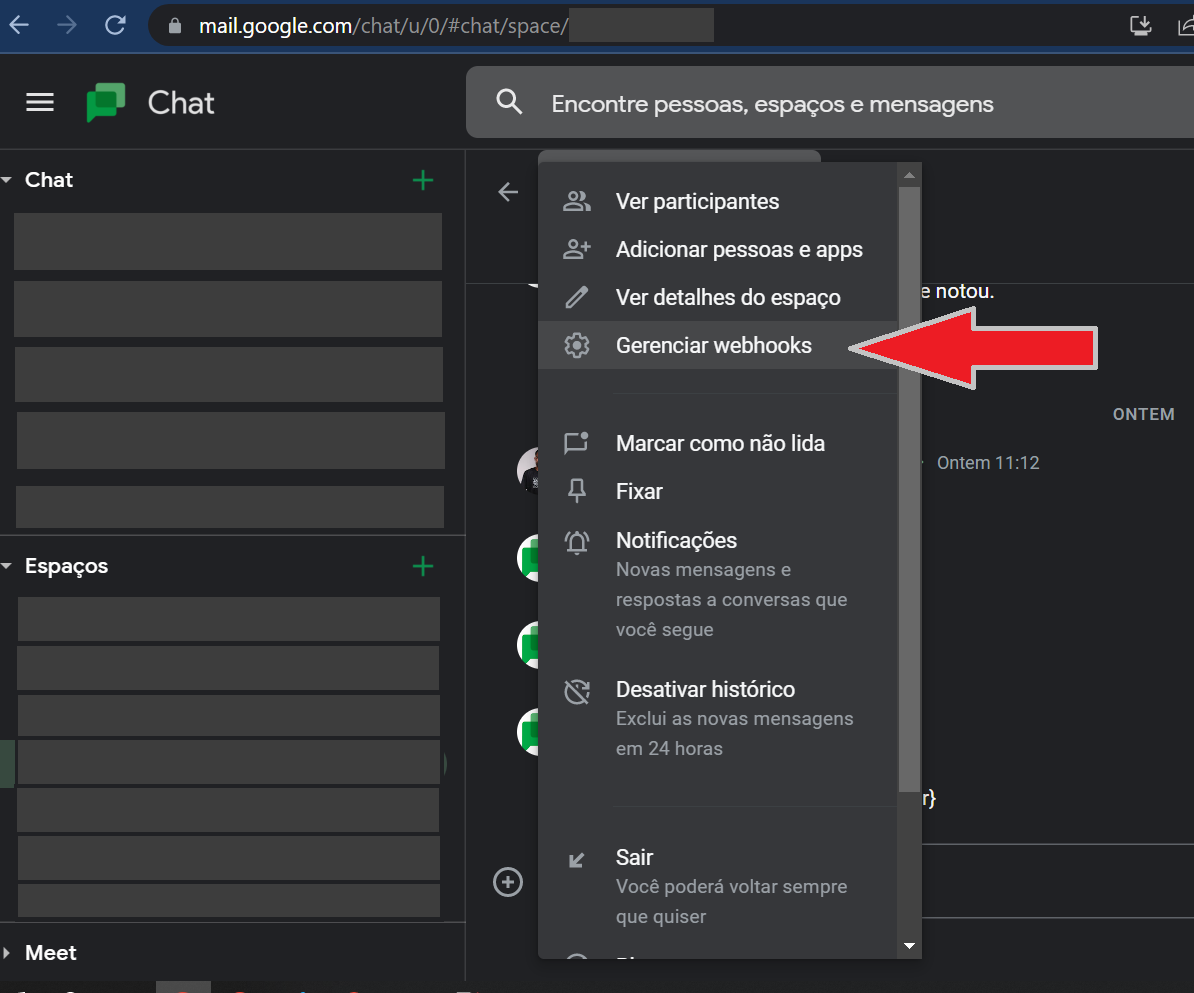 mail.google.com/chat/u/0/#chat/space/
Chat
Encontre pessoas, espaços e mensagens
Chat
Espaços
Meet
Ver participantes
Adicionar pessoas e apps
Ver detalhes do espaço
Gerenciar webhooks
Marcar como não lida
Fixar
Notificações
Novas mensagens e
respostas a conversas que
você segue
Desativar histórico
Exclui as novas mensagens
em 24 horas
Sair
Você poderá voltar sempre
que quiser
e notou.
ONTEM
Ontem 11:12
r}